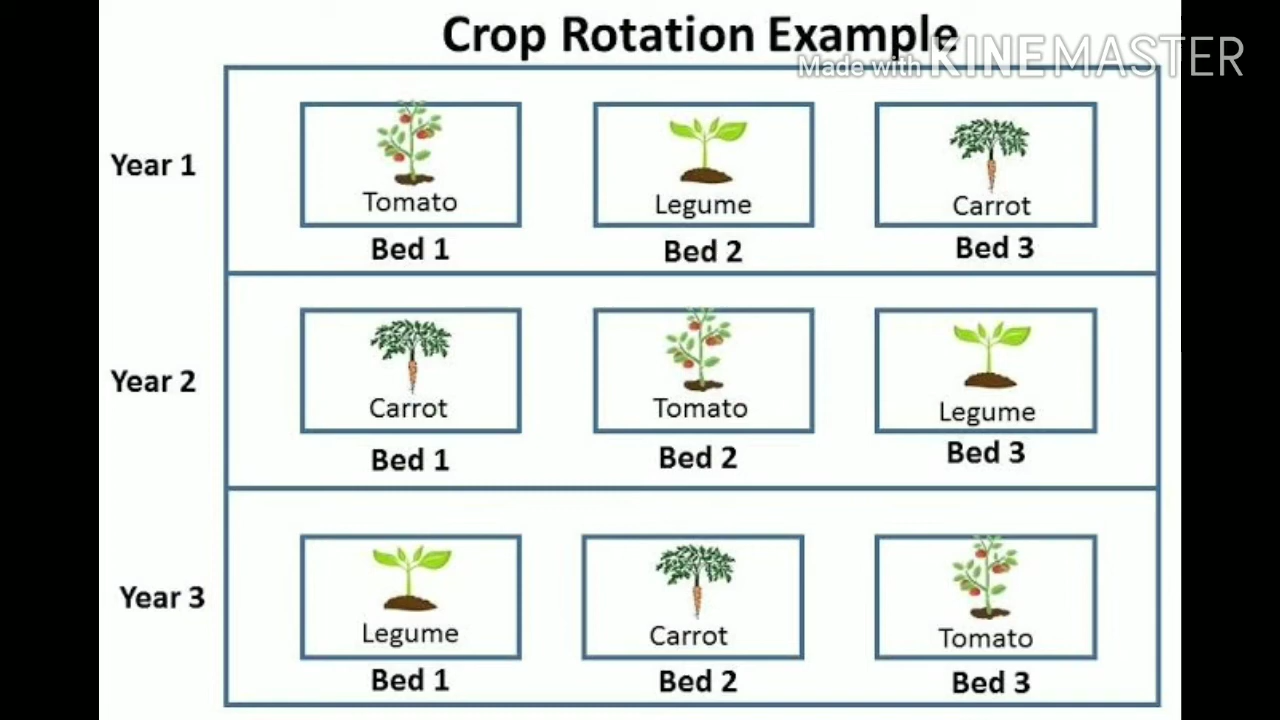 Crop Rotation Example
Made with KINEMASTER
Year 1
Tomato
Legume
Carrot
Bed 1
Bed 2
Bed 3
Year 2
Carrot
Tomato
Legume
Bed 1
Bed 2
Bed 3
Year 3
Legume
Carrot
Tomato
Bed 1
Bed 2
Bed 3